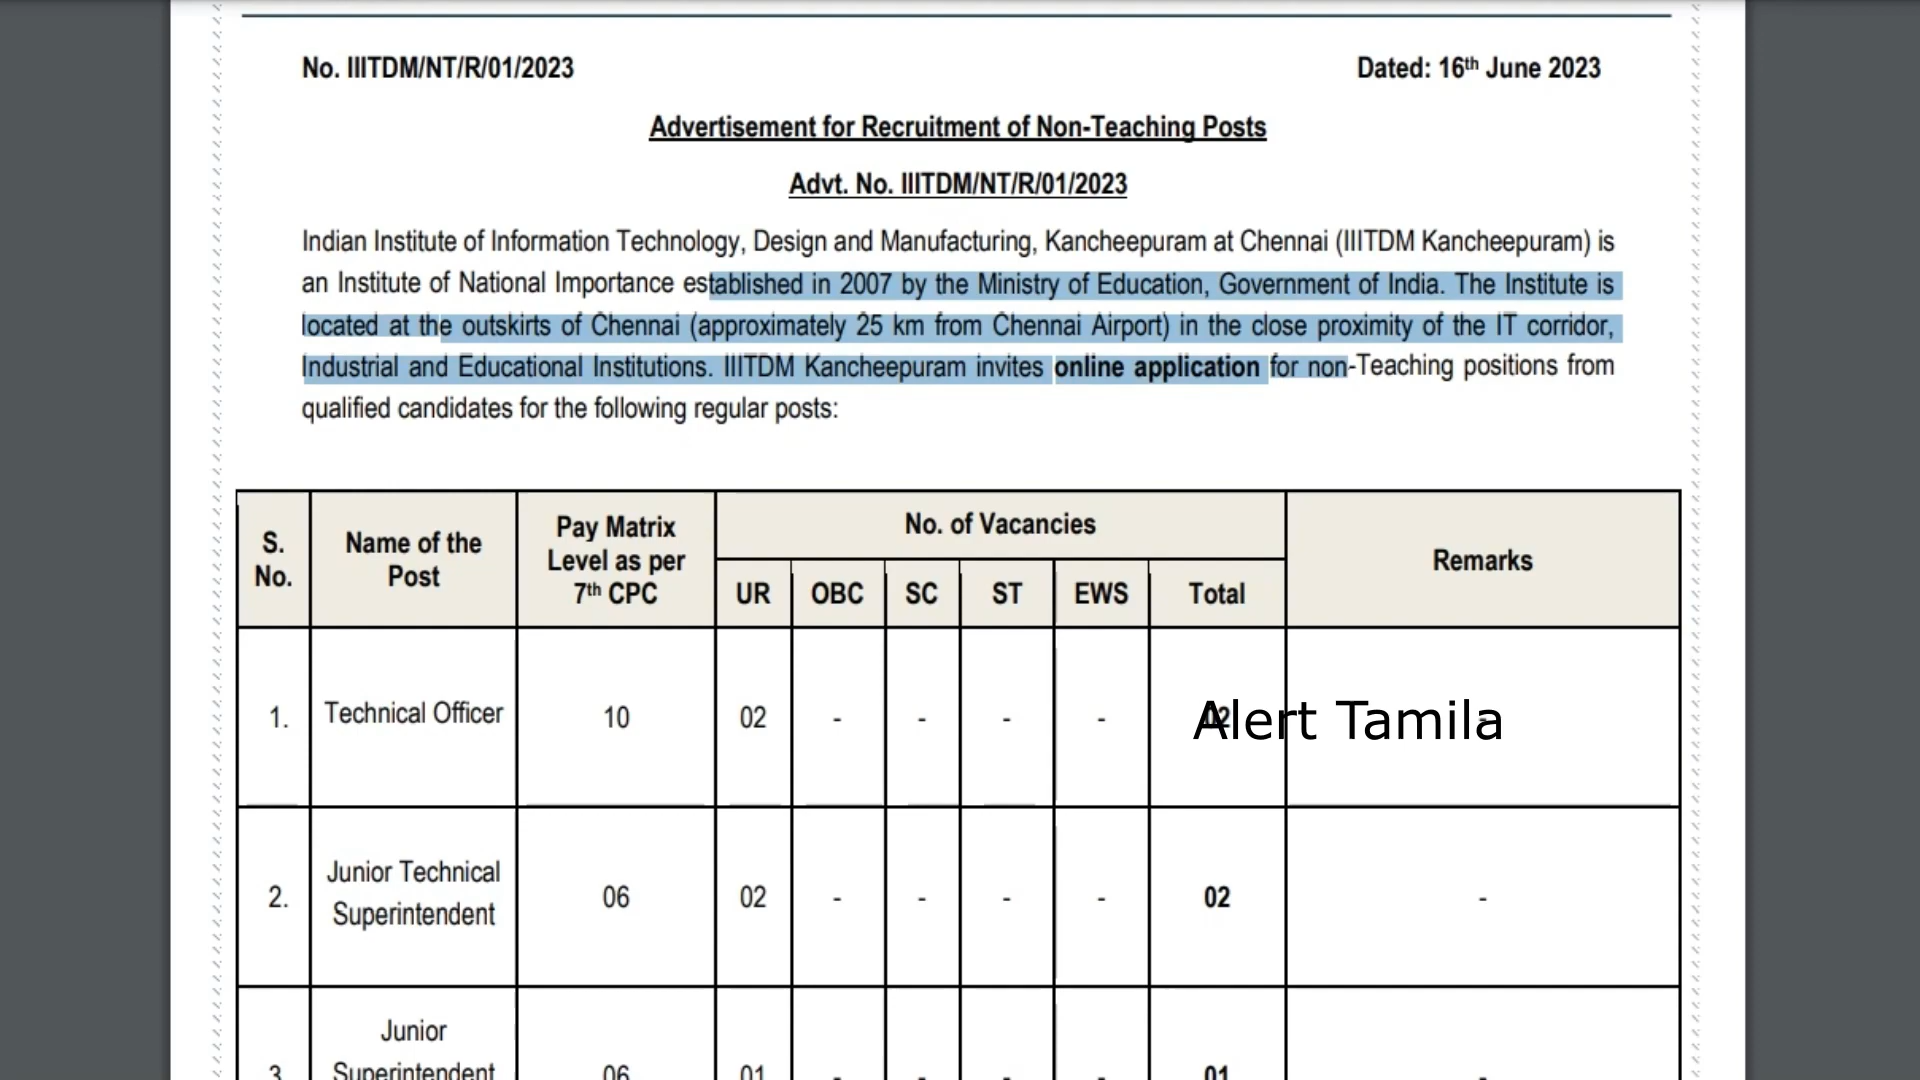 No. IIITDM/NT/R/01/2023 Dated: 16th June 2023
Advertisement for Recruitment of Non-Teaching Posts
Advt. No. IIITDM/NT/R/01/2023
Indian Institute of Information Technology, Design and Manufacturing, Kancheepuram at Chennai (IIITDM Kancheepuram) is
an Institute of National Importance established in 2007 by the Ministry of Education, Government of India. The Institute is
located at the outskirts of Chennai (approximately 25 km from Chennai Airport) in the close proximity of the IT corridor,
Industrial and Educational Institutions. IIITDM Kancheepuram invites online application for non-Teaching positions from
qualified candidates for the following regular posts:
S. No. Name of the Post Pay Matrix Level as per 7th CPC No. of Vacancies Remarks
UR OBC SC ST EWS Total
1. Technical Officer 10 02 - - - - 02
Alert Tamila
2. Junior Technical Superintendent 06 02 - - - - 02 -
3. Junior Superintendent 06 01 - - - - 01 -